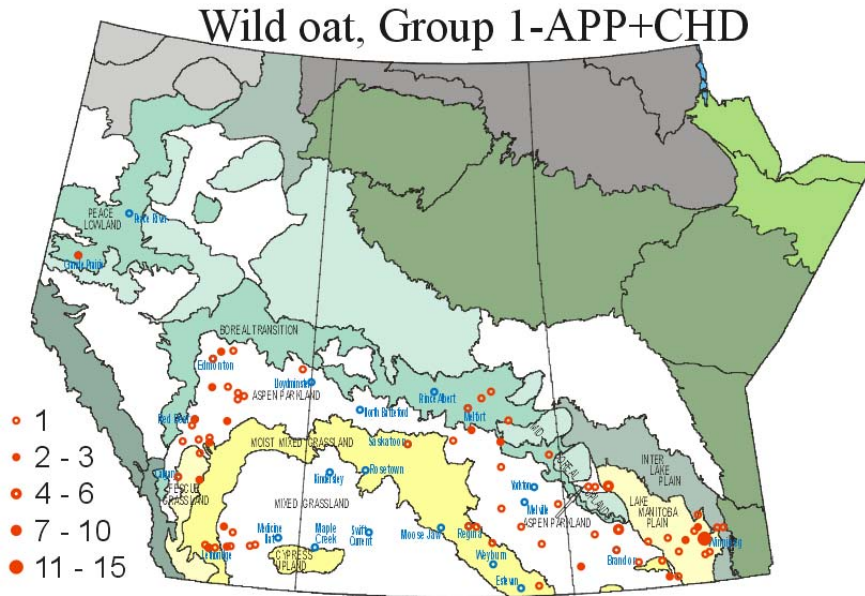 Wild oat, Group 1-APP+CHD
Peace River
PEACE
LOWLAND
Grande Prairie
BOREAL TRANSITION
Edmonton
Lloydminster
ASPEN PARKLAND
Prince Albert
North Battleford
Melfort
Red Deer
MOIST MIXED GRASSLAND
Saskatoon
MID
BOREAL
INTER
LAKE
PLAIN
Calgary
FESCUE
GRASSLAND
Kindersley
Rosetown
Yorkton
MIXED GRASSLAND
Melville
LAKE
MANITOBA
PLAIN
ASPEN PARKLAND
Medicine
Hat
Maple
Creek
Swift
Current
Moose Jaw
Regina
Winnipeg
Lethbridge
CYPRESS
UPLAND
Weyburn
Brandon
Estevan
1
2 - 3
4 - 6
7 - 10
11 - 15